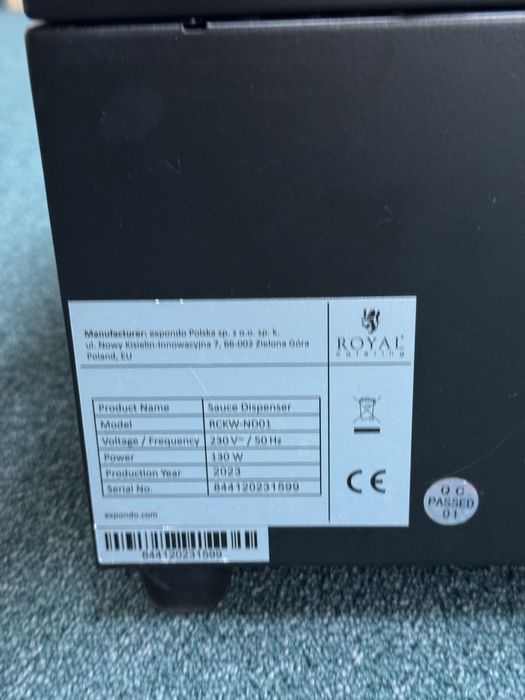 Manufacturer: expondo Polska sp. z o.o. sp. k.
ul. Nowy Kisielin-Innowacyjna 7, 66-002 Zielona Góra
Poland, EU
ROYAL
catering
Product Name Sauce Dispenser
Model RCKW-ND01
Voltage / Frequency 230 V~ / 50 Hz
Power 130 W
Production Year 2023
Serial No. 844120231599
expondo.com
CE
844120231599
QC
PASSED
01